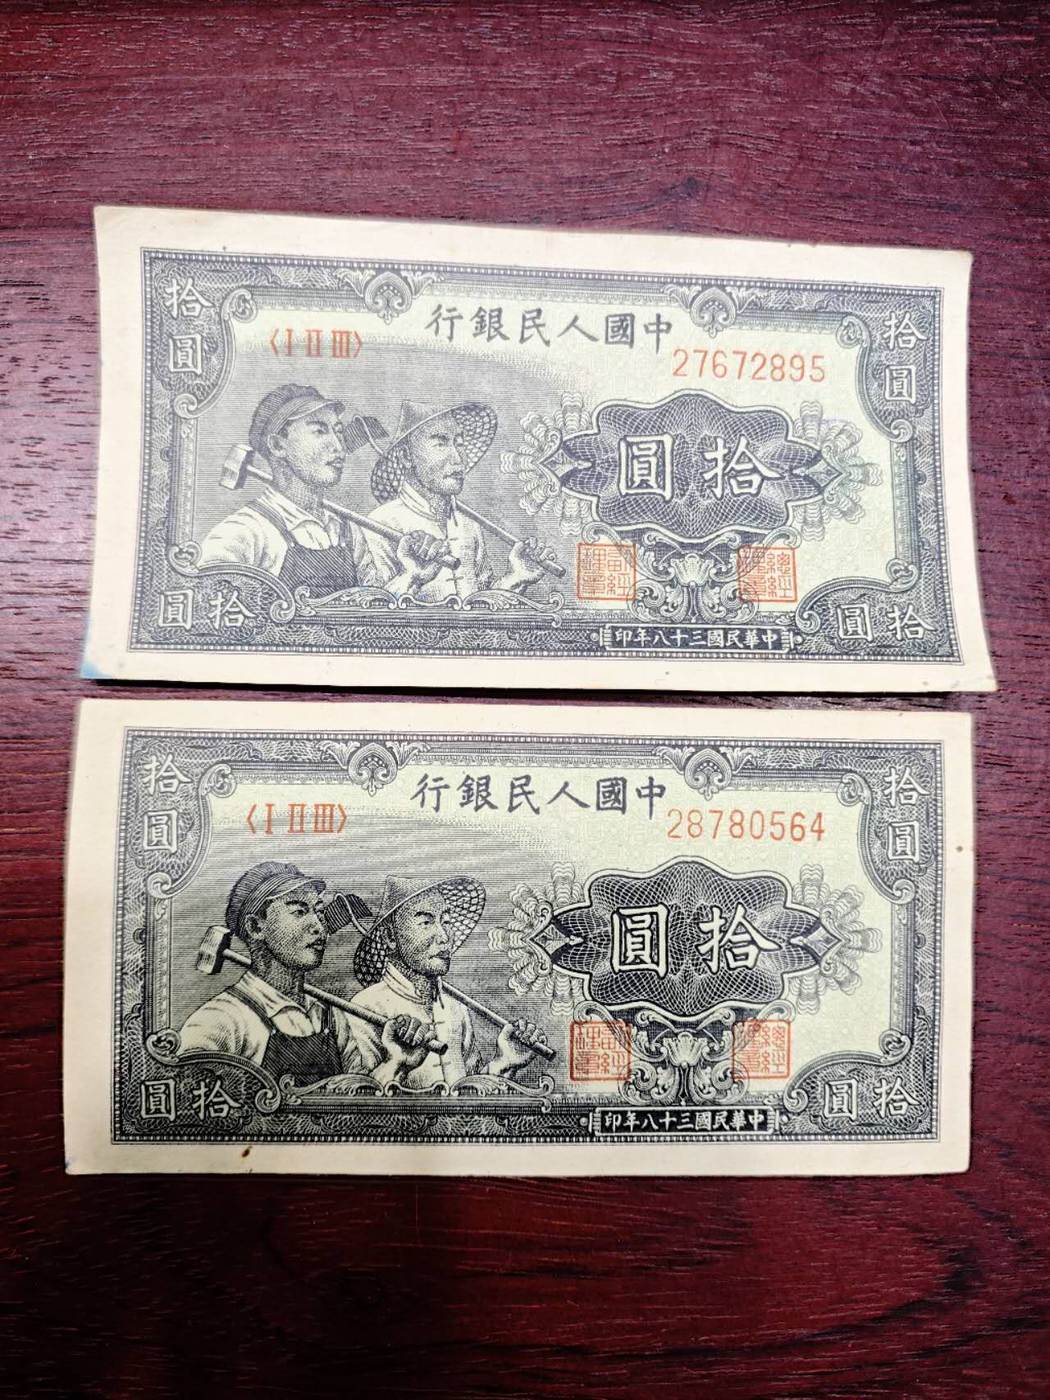 中國人民銀行
〈I II III〉
27672895
拾圓
拾圓
拾圓
拾圓
拾圓
中華民國三十八年印
中國人民銀行
〈I II III〉
28780564
拾圓
拾圓
拾圓
拾圓
拾圓
中華民國三十八年印